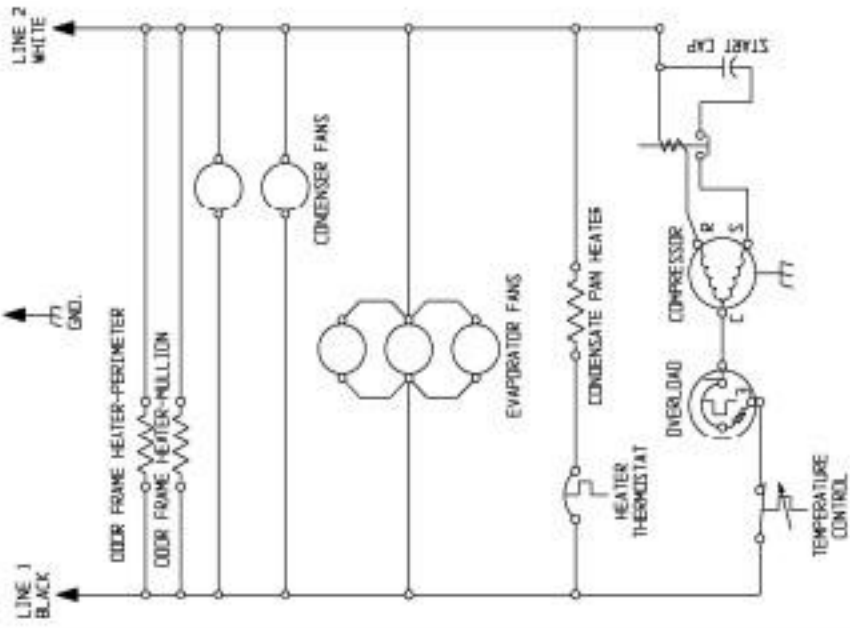 LINE 2
WHITE
LINE 1
BLACK
GND.
DOOR FRAME HEATER-PERIMETER
DOOR FRAME HEATER-MULLION
CONDENSER FANS
EVAPORATOR FANS
CONDENSATE PAN HEATER
HEATER
THERMOSTAT
START CAP
COMPRESSOR
R
S
C
OVERLOAD
TEMPERATURE
CONTROL